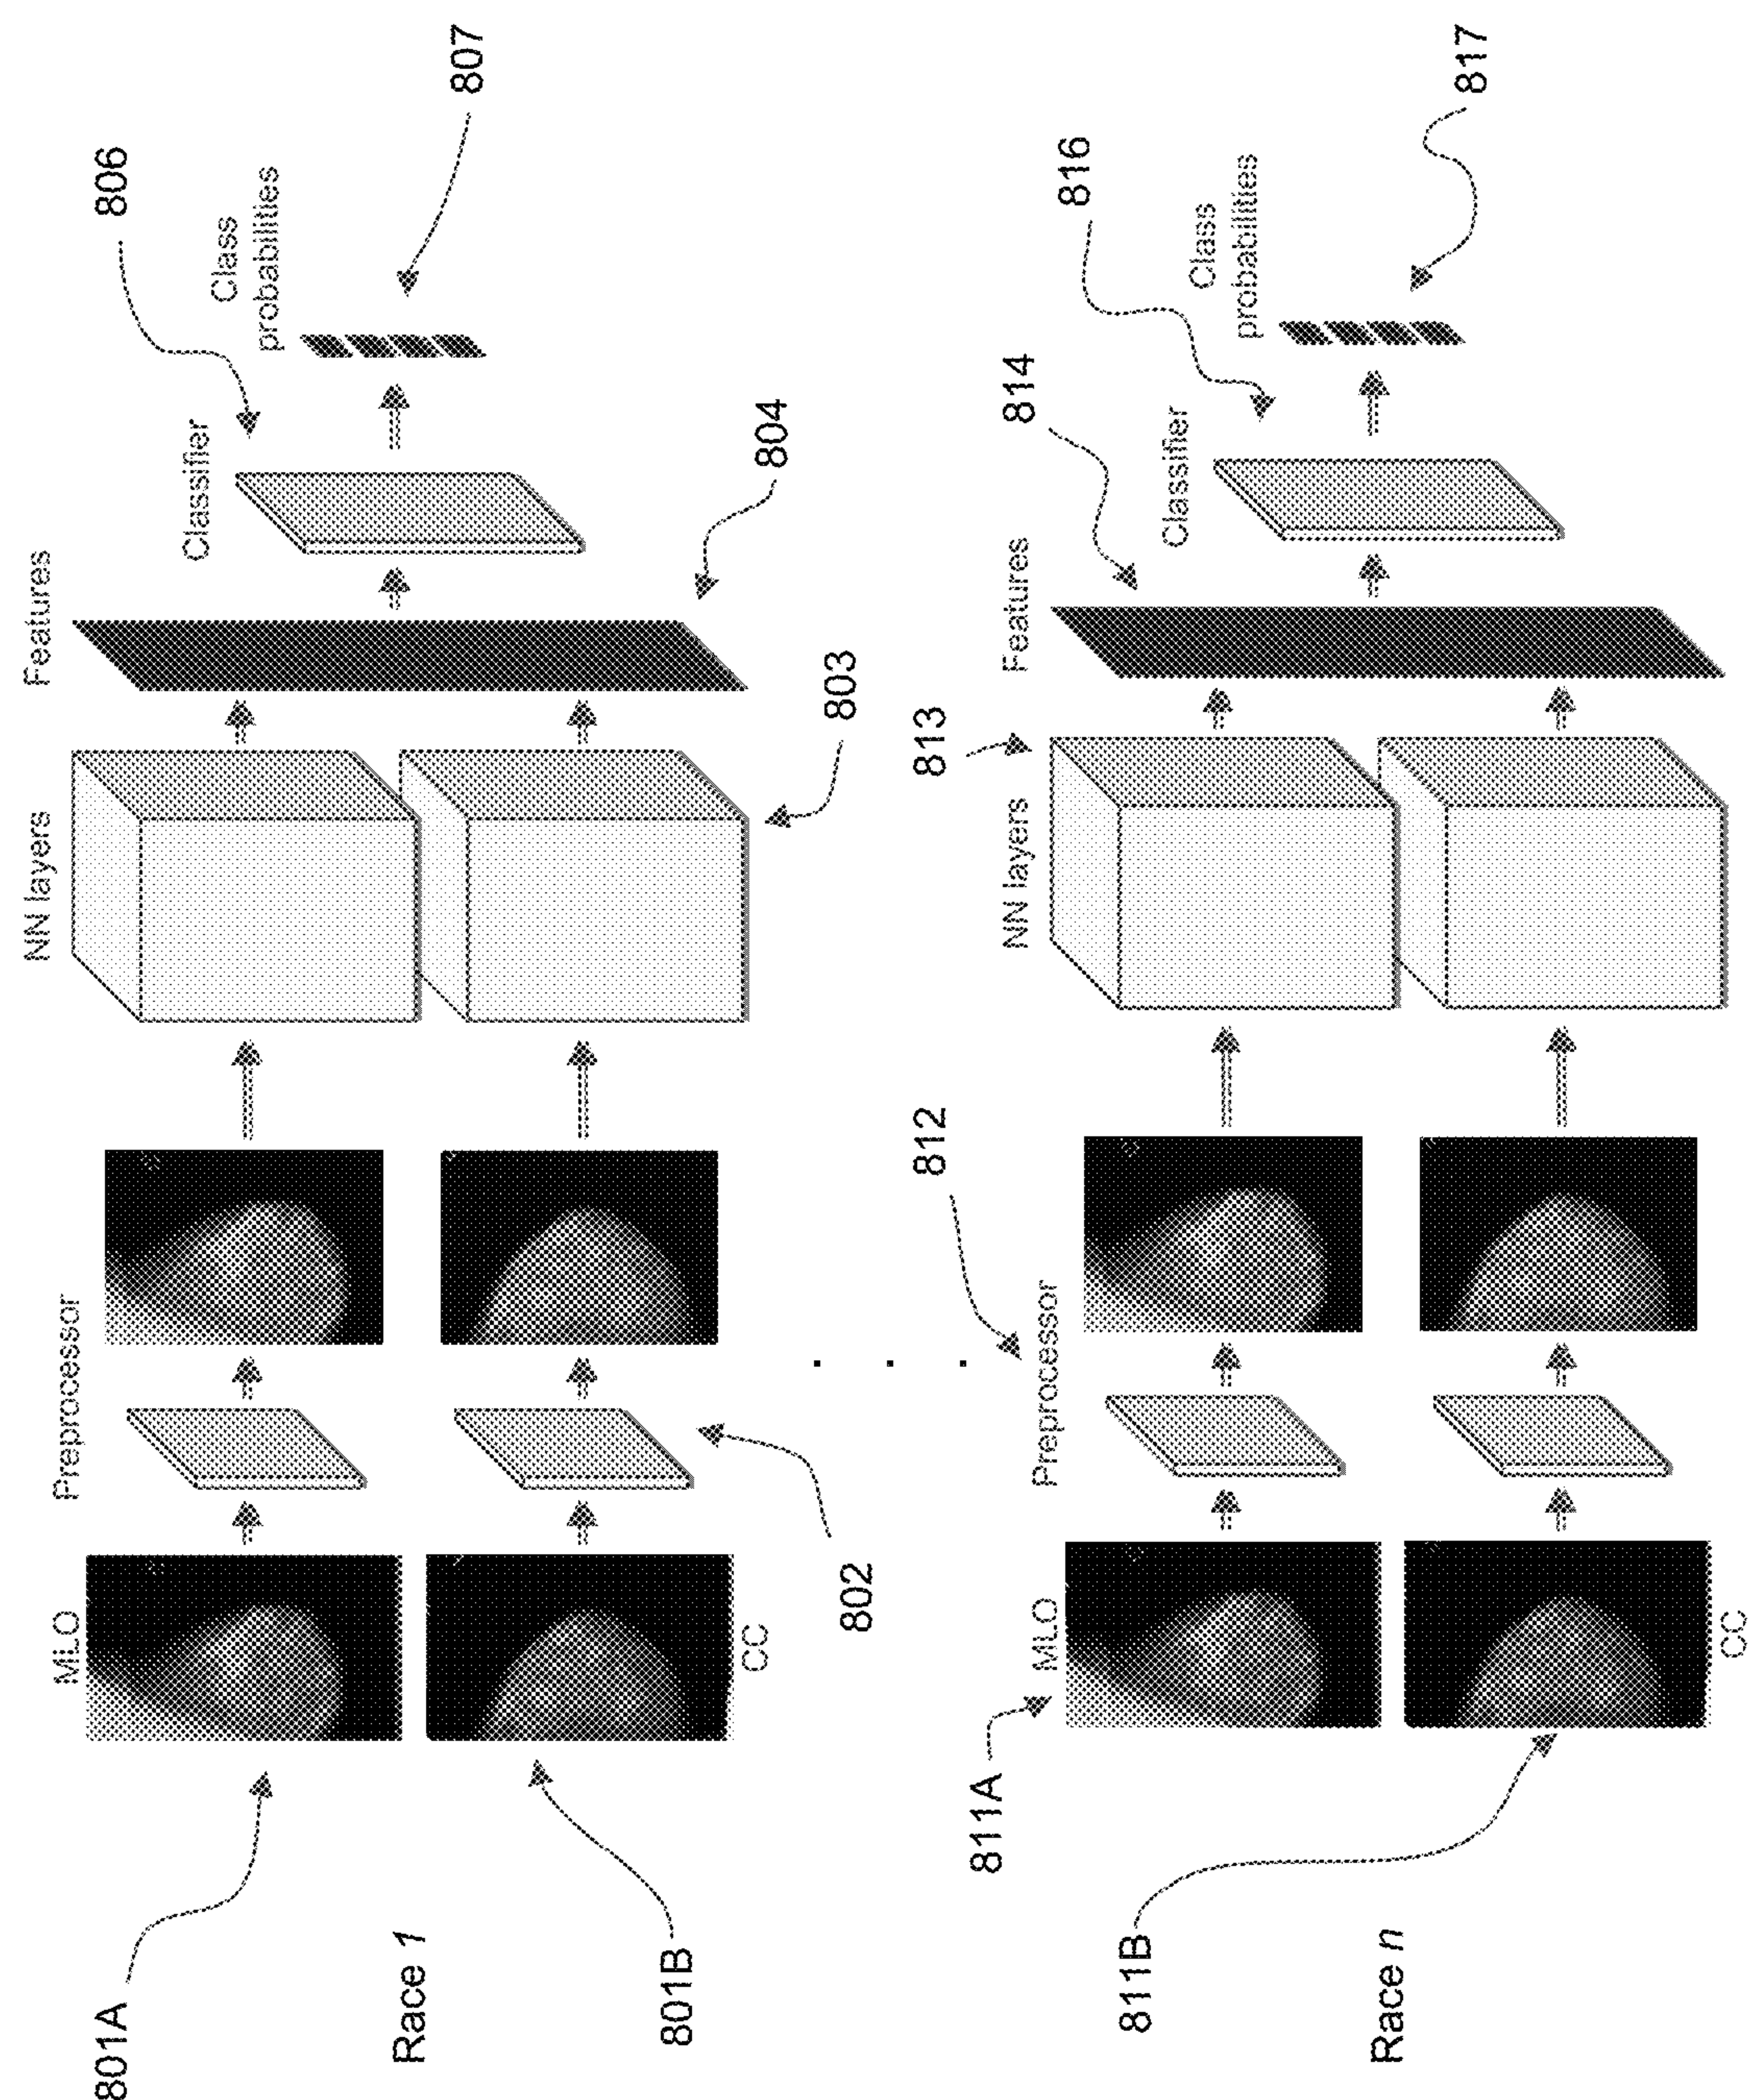 MLO
Preprocessor
NN layers
Features
Classifier
Class
probabilities
CC
801A
Race 1
801B
802
803
804
806
807
. . .
MLO
Preprocessor
NN layers
Features
Classifier
Class
probabilities
CC
811A
811B
Race n
812
813
814
816
817